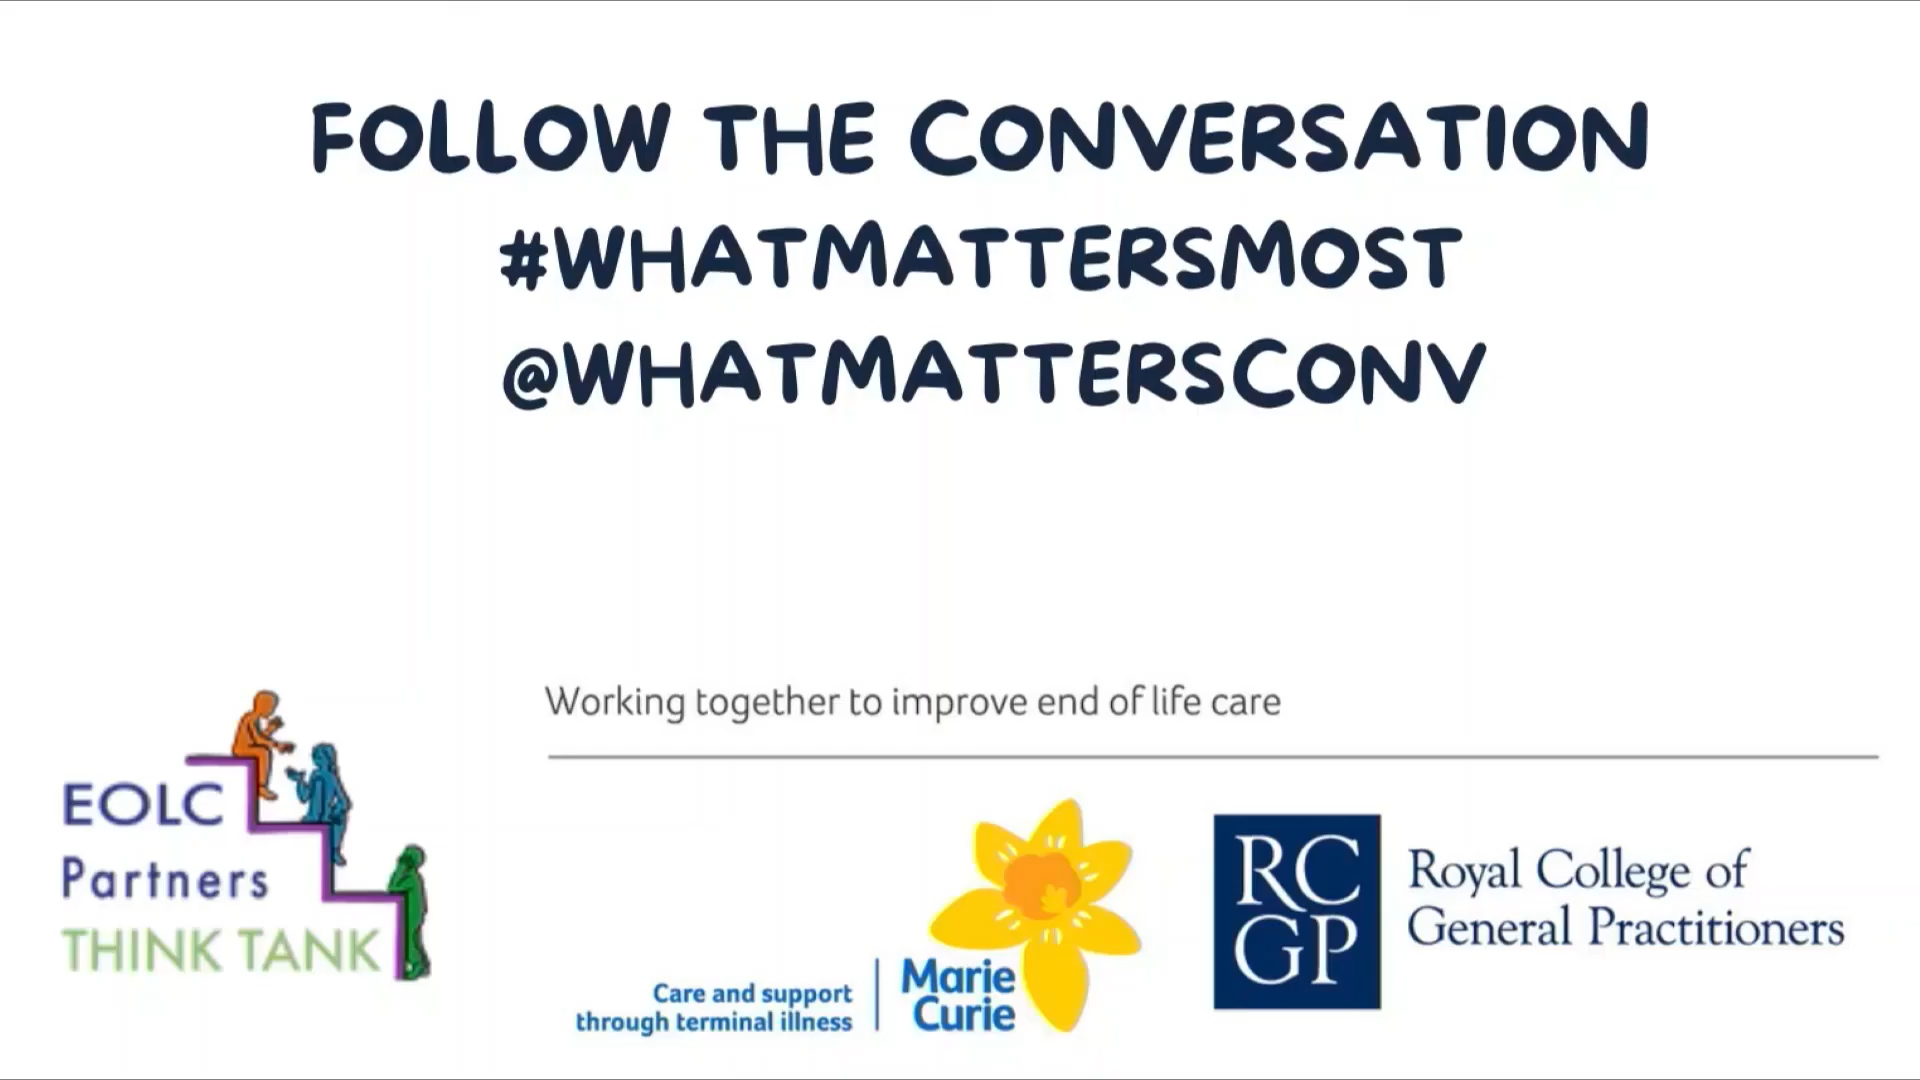 FOLLOW THE CONVERSATION
#WHATMATTERSMOST
@WHATMATTERSCONV
Working together to improve end of life care
EOLC
Partners
THINK TANK
Care and support
through terminal illness
Marie
Curie
RC
GP
Royal College of
General Practitioners